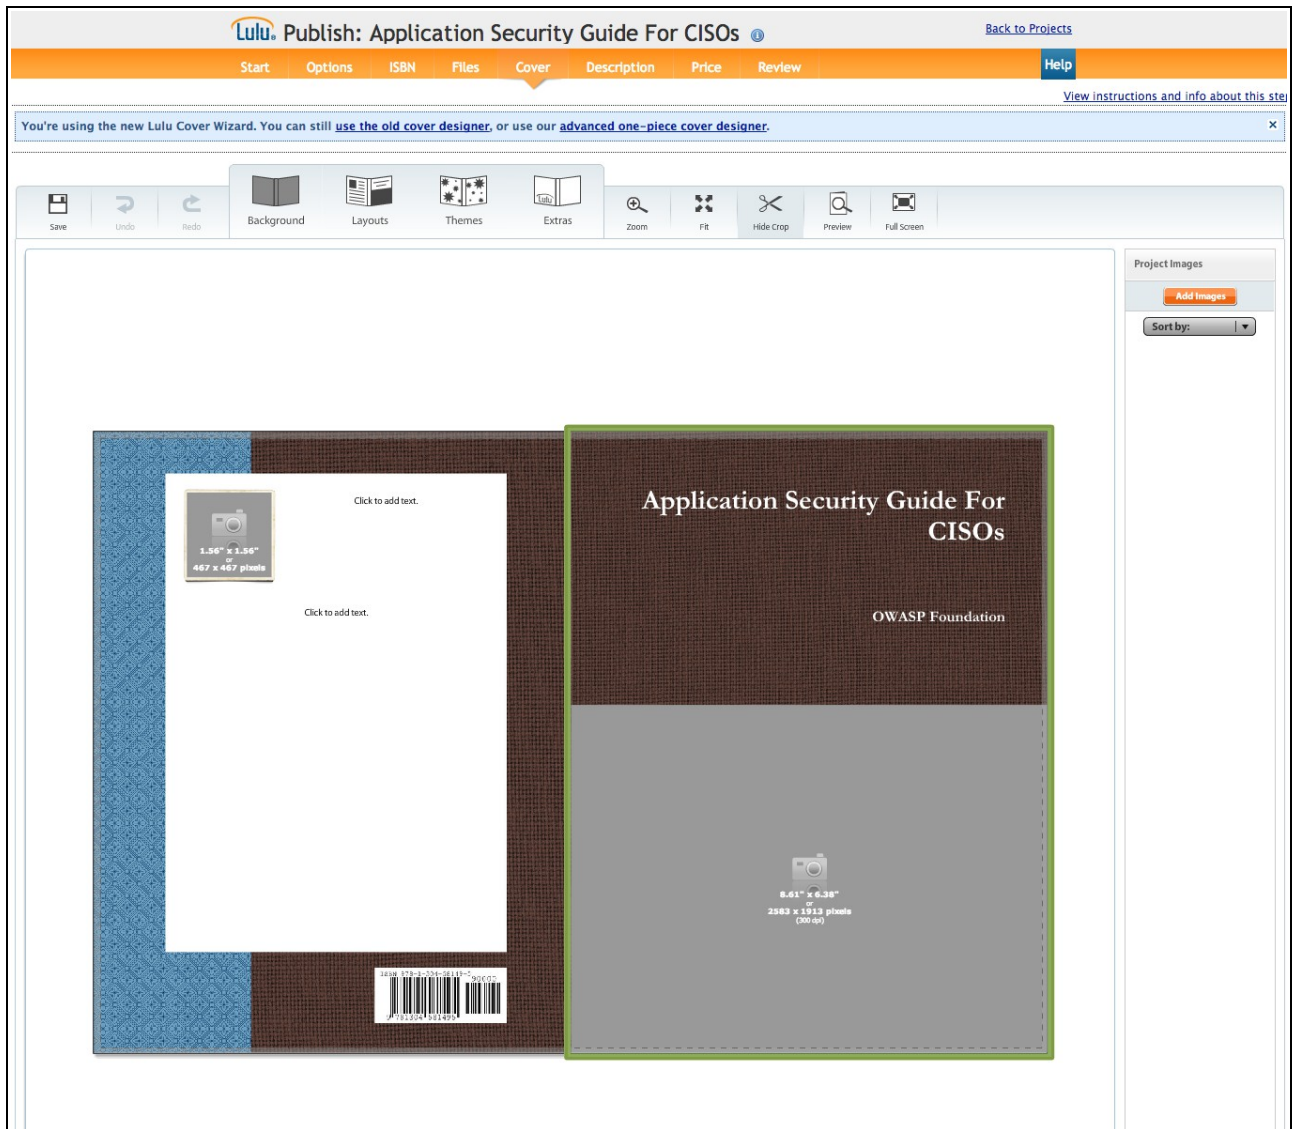 Lulu. Publish: Application Security Guide For CISOs
Back to Projects
Start Options ISBN Files Cover Description Price Review Help
View instructions and info about this ste
You're using the new Lulu Cover Wizard. You can still use the old cover designer, or use our advanced one-piece cover designer. ×
Save Undo Redo Background Layouts Themes Extras Zoom Fit Hide Crop Preview Full Screen
Lulu
Project Images
Add Images
Sort by:
Click to add text.
1.56" x 1.56"
or
467 x 467 pixels
Click to add text.
90000
Application Security Guide For
CISOs
OWASP Foundation
8.61" x 6.38"
or
2583 x 1913 pixels
(300 dpi)